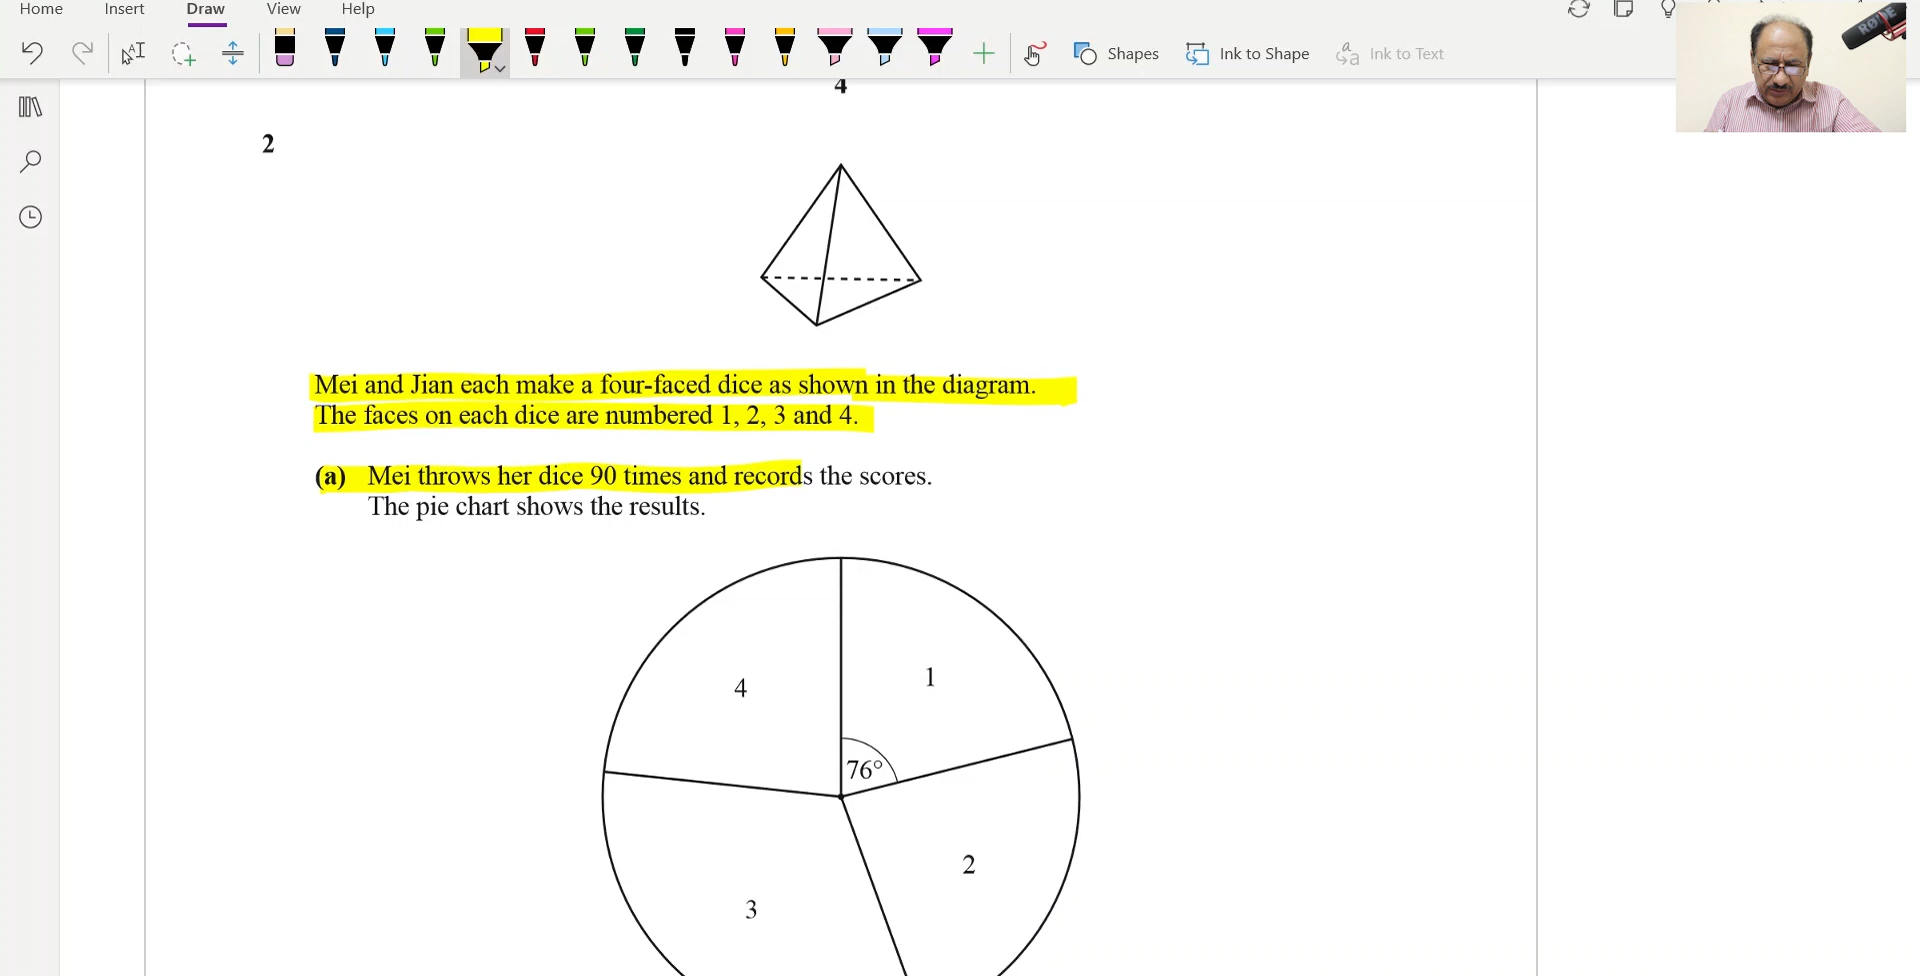 Home Insert Draw View Help
Shapes Ink to Shape Ink to Text
RØDE
4
2
Mei and Jian each make a four-faced dice as shown in the diagram.
The faces on each dice are numbered 1, 2, 3 and 4.
(a) Mei throws her dice 90 times and records the scores.
The pie chart shows the results.
4
1
76°
2
3